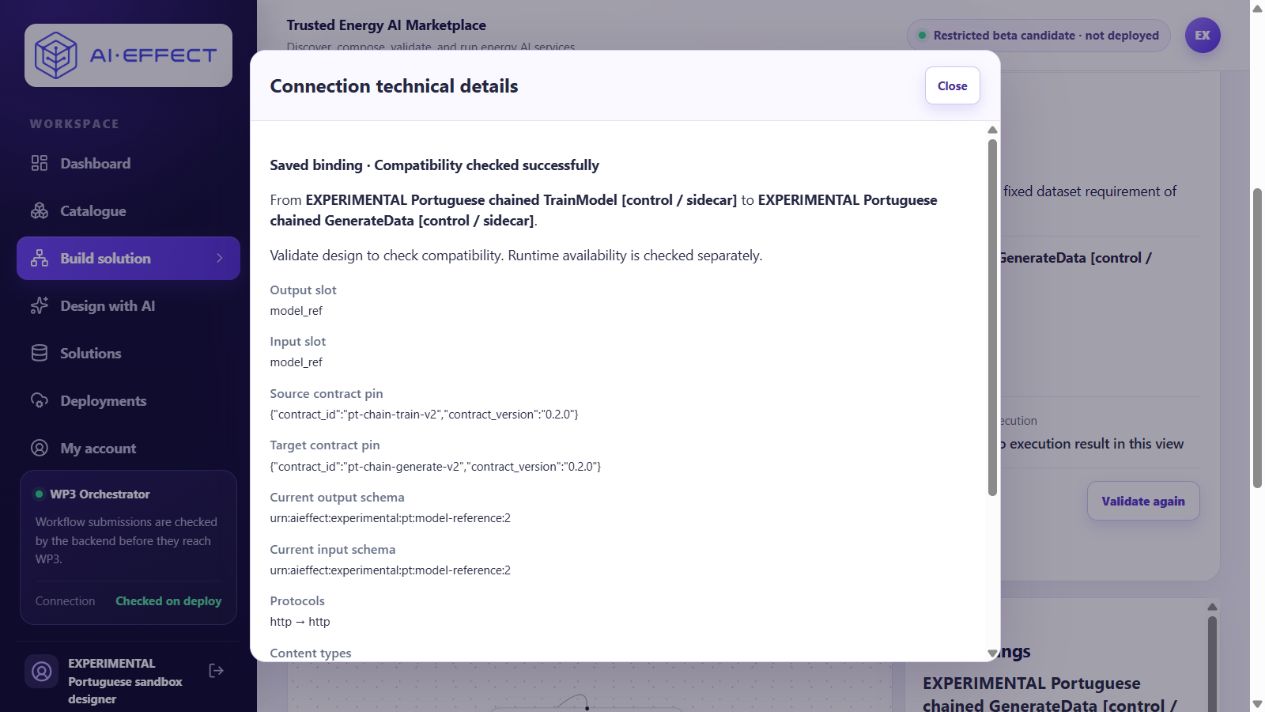 AI·EFFECT
WORKSPACE
Dashboard
Catalogue
Build solution
Design with AI
Solutions
Deployments
My account
WP3 Orchestrator
Workflow submissions are checked
by the backend before they reach
WP3.
Connection Checked on deploy
EXPERIMENTAL
Portuguese sandbox
designer
Trusted Energy AI Marketplace
Discover, compose, validate, and run energy AI services
Restricted beta candidate · not deployed
EX
Connection technical details
Close
Saved binding · Compatibility checked successfully
From EXPERIMENTAL Portuguese chained TrainModel [control / sidecar] to EXPERIMENTAL Portuguese
chained GenerateData [control / sidecar].
Validate design to check compatibility. Runtime availability is checked separately.
Output slot
model_ref
Input slot
model_ref
Source contract pin
{"contract_id":"pt-chain-train-v2","contract_version":"0.2.0"}
Target contract pin
{"contract_id":"pt-chain-generate-v2","contract_version":"0.2.0"}
Current output schema
urn:aieffect:experimental:pt:model-reference:2
Current input schema
urn:aieffect:experimental:pt:model-reference:2
Protocols
http → http
Content types
fixed dataset requirement of
GenerateData [control /
execution result in this view
Validate again
EXPERIMENTAL Portuguese
chained GenerateData [control /